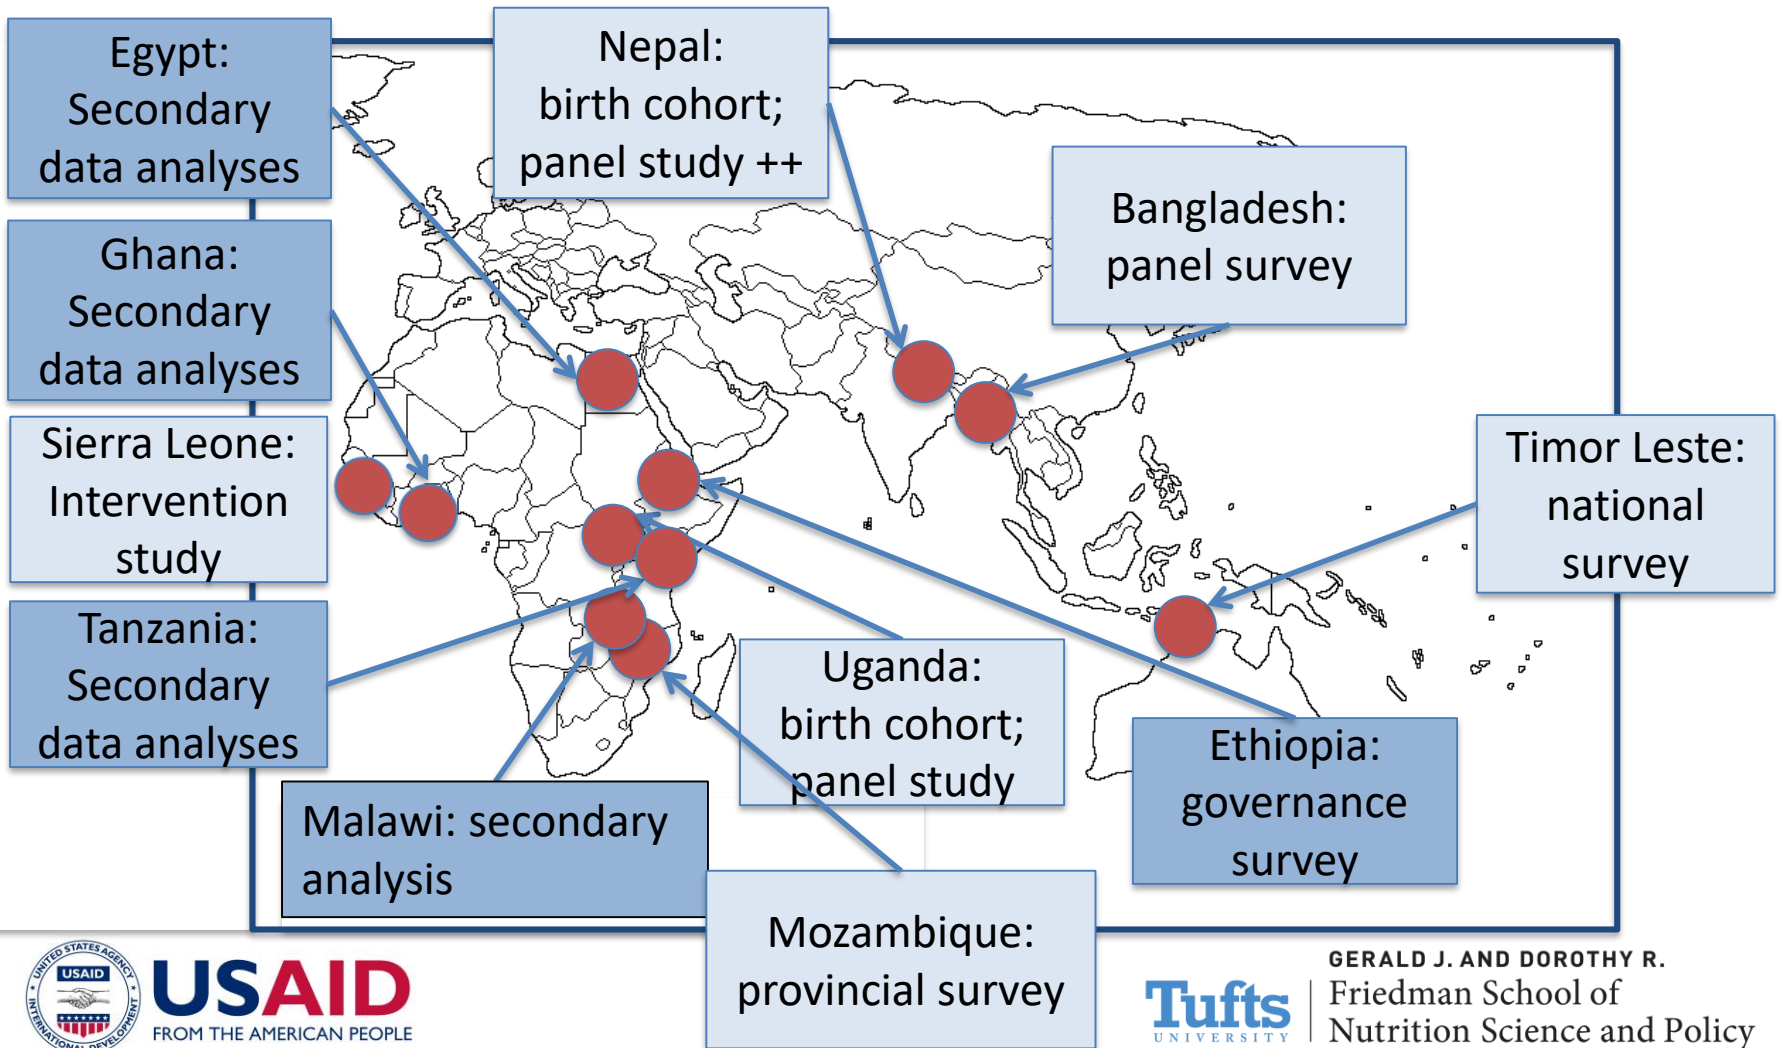 Egypt:
Secondary
data analyses
Nepal:
birth cohort;
panel study ++
Bangladesh:
panel survey
Ghana:
Secondary
data analyses
Sierra Leone:
Intervention
study
Timor Leste:
national
survey
Tanzania:
Secondary
data analyses
Uganda:
birth cohort;
panel study
Ethiopia:
governance
survey
Malawi: secondary
analysis
Mozambique:
provincial survey
UNITED STATES AGENCY
USAID
INTERNATIONAL DEVELOPMENT
USAID
FROM THE AMERICAN PEOPLE
Tufts
UNIVERSITY
GERALD J. AND DOROTHY R.
Friedman School of
Nutrition Science and Policy